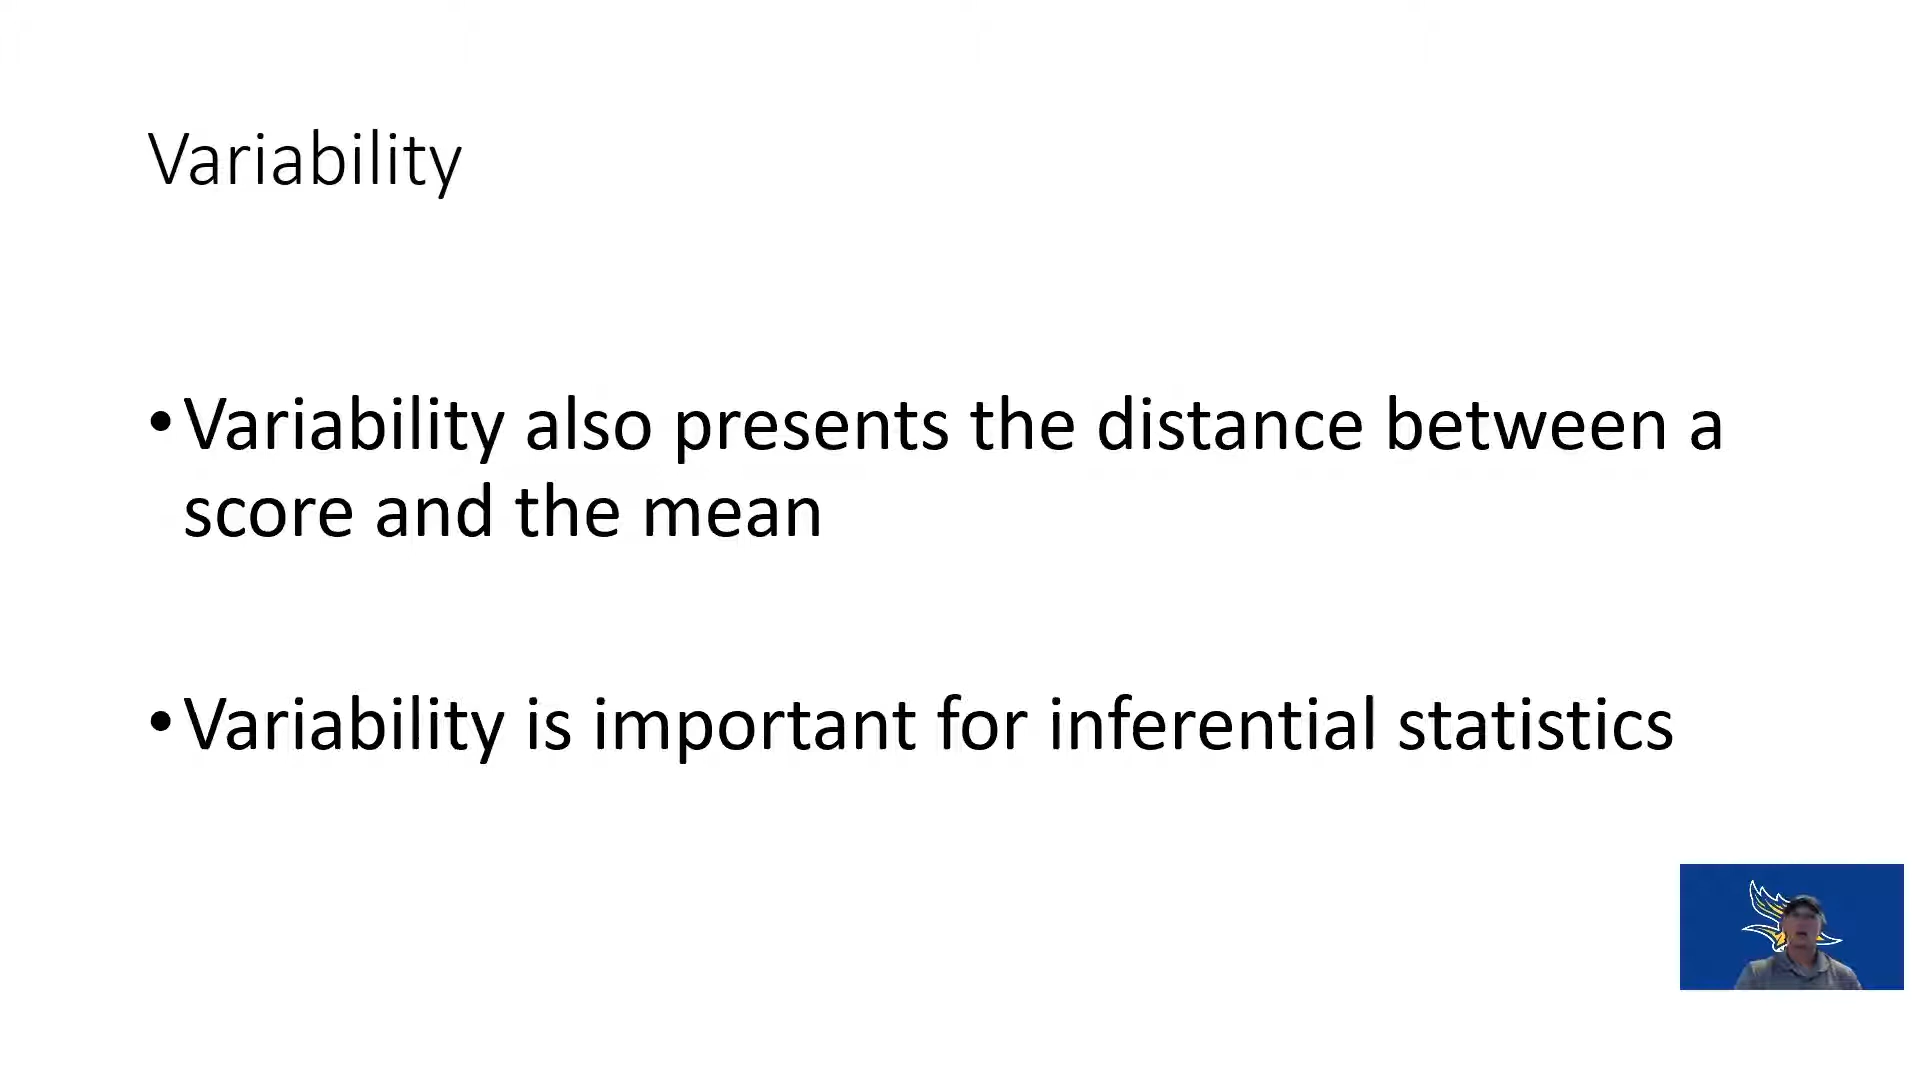 Variability
•Variability also presents the distance between a
score and the mean
•Variability is important for inferential statistics